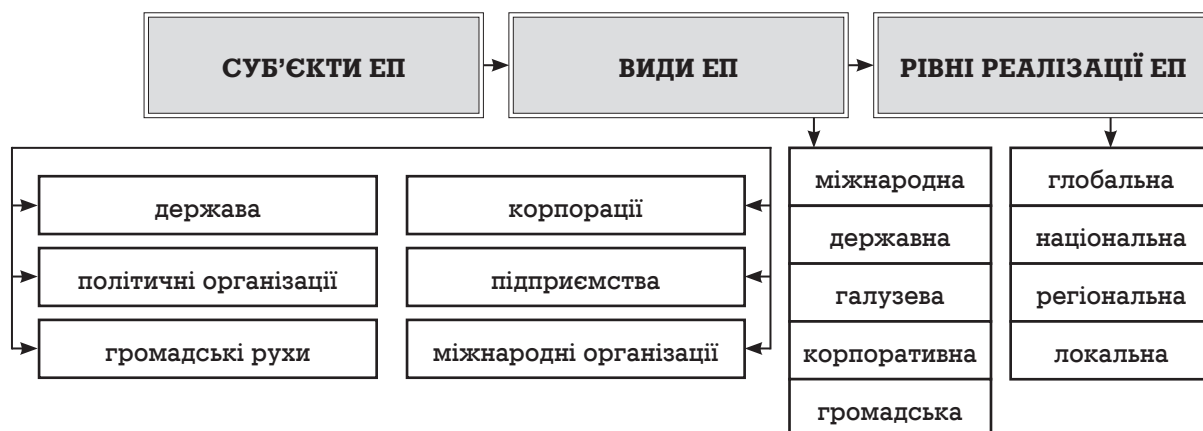 СУБ’ЄКТИ ЕП
ВИДИ ЕП
РІВНІ РЕАЛІЗАЦІЇ ЕП
держава
політичні організації
громадські рухи
корпорації
підприємства
міжнародні організації
міжнародна
державна
галузева
корпоративна
громадська
глобальна
національна
регіональна
локальна